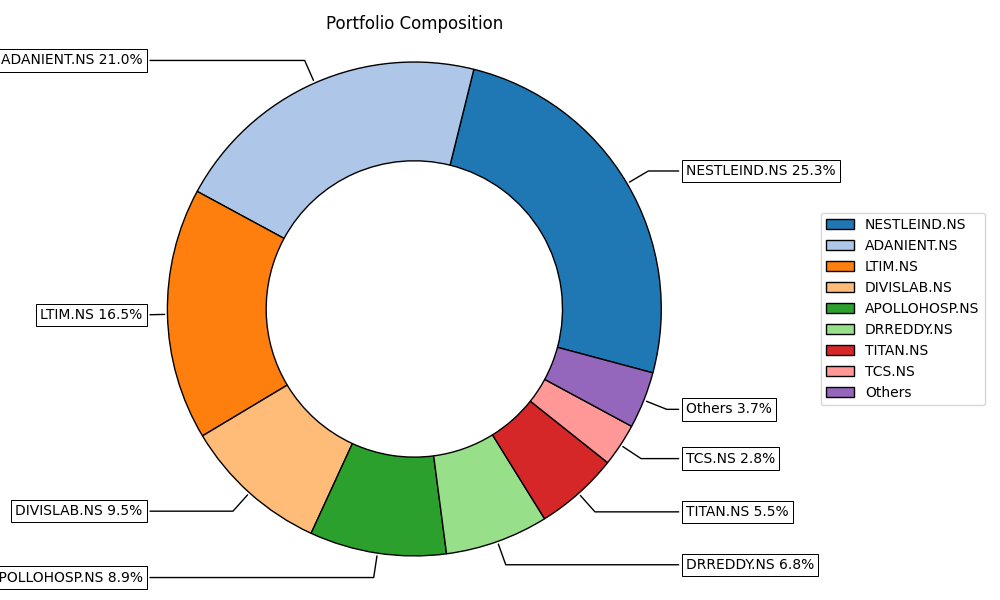 Portfolio Composition
ADANIENT.NS 21.0%
NESTLEIND.NS 25.3%
LTIM.NS 16.5%
Others 3.7%
TCS.NS 2.8%
DIVISLAB.NS 9.5%
TITAN.NS 5.5%
DRREDDY.NS 6.8%
POLLOHOSP.NS 8.9%
NESTLEIND.NS
ADANIENT.NS
LTIM.NS
DIVISLAB.NS
APOLLOHOSP.NS
DRREDDY.NS
TITAN.NS
TCS.NS
Others